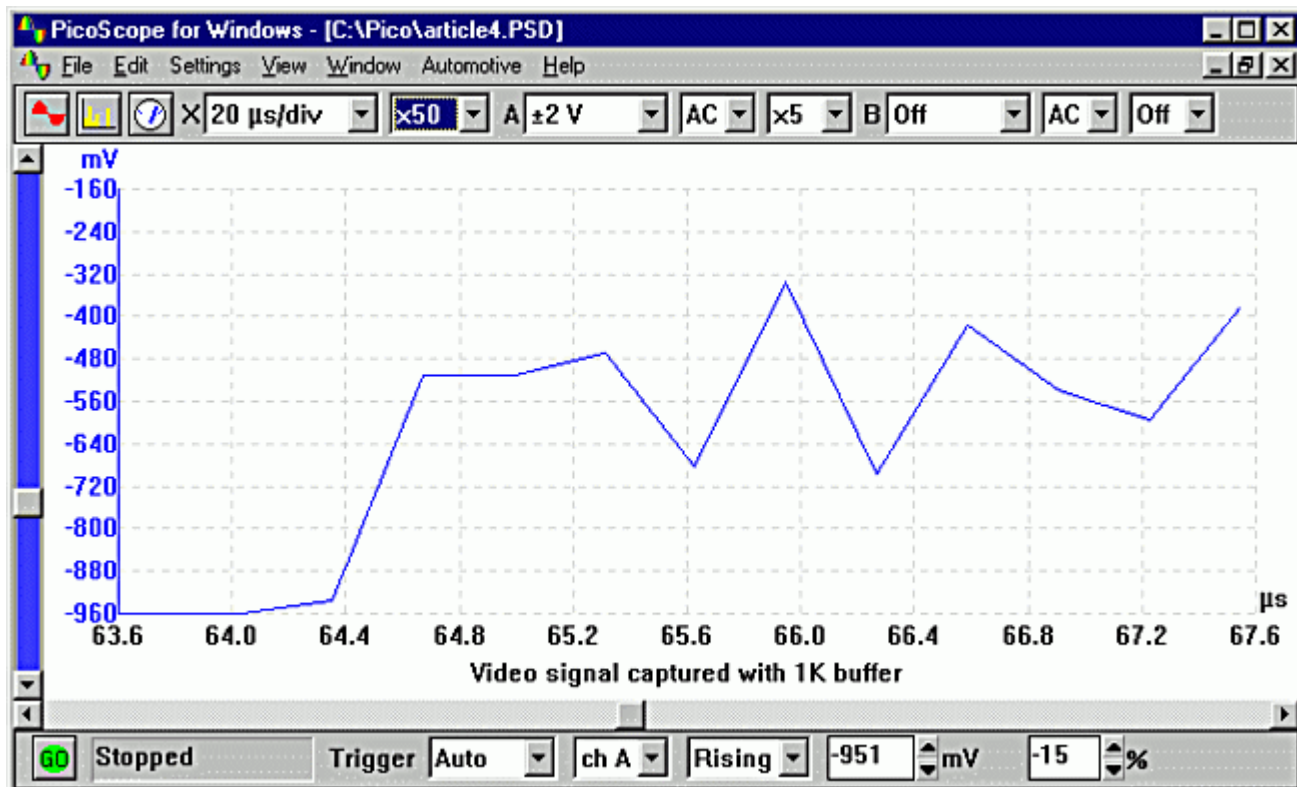 PicoScope for Windows - [C:\Pico\article4.PSD]
File Edit Settings View Window Automotive Help
X 20 µs/div x50 A ±2 V AC x5 B Off AC Off
mV
-160
-240
-320
-400
-480
-560
-640
-720
-800
-880
-960
µs
63.6 64.0 64.4 64.8 65.2 65.6 66.0 66.4 66.8 67.2 67.6
Video signal captured with 1K buffer
GO Stopped Trigger Auto ch A Rising -951 mV -15 %